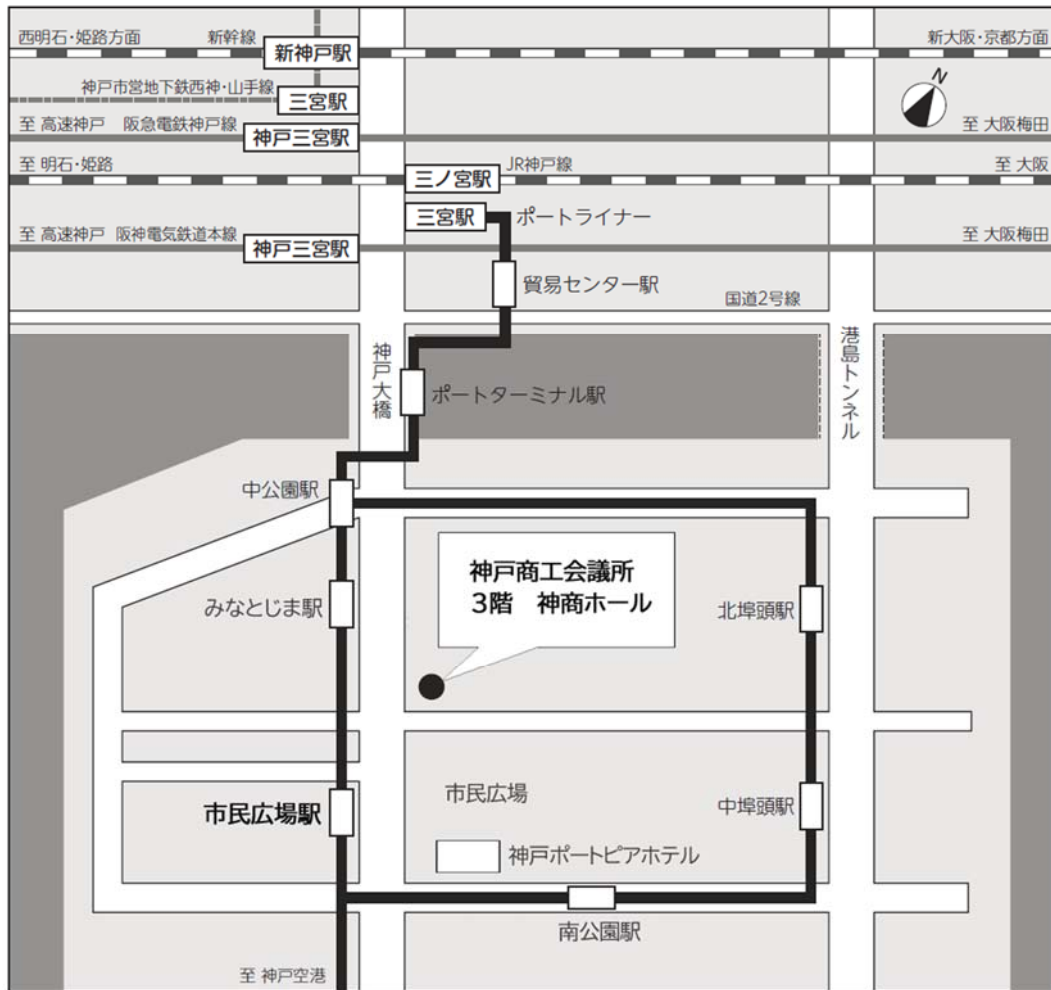 西明石・姫路方面
新幹線
新神戸駅
新大阪・京都方面
N
神戸市営地下鉄西神・山手線
三宮駅
至 高速神戸
阪急電鉄神戸線
神戸三宮駅
至 大阪梅田
至 明石・姫路
三ノ宮駅
JR神戸線
至 大阪
三宮駅
ポートライナー
至 高速神戸
阪神電気鉄道本線
神戸三宮駅
至 大阪梅田
貿易センター駅
国道2号線
神戸大橋
港島トンネル
ポートターミナル駅
中公園駅
神戸商工会議所
3階　神商ホール
みなとじま駅
北埠頭駅
市民広場駅
市民広場
中埠頭駅
神戸ポートピアホテル
南公園駅
至 神戸空港